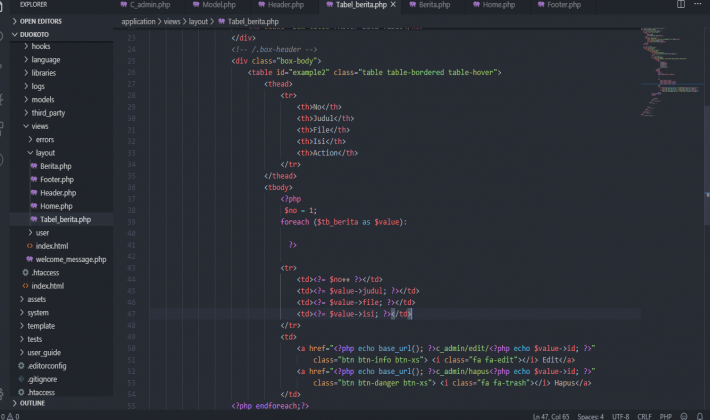 EXPLORER
C_admin.php
Model.php
Header.php
Tabel_berita.php
Berita.php
Home.php
Footer.php
OPEN EDITORS
application > views > layout > Tabel_berita.php
DUOKOTO
hooks
language
libraries
logs
models
third_party
views
errors
layout
Berita.php
Footer.php
Header.php
Home.php
Tabel_berita.php
user
index.html
welcome_message.php
.htaccess
index.html
assets
system
template
tests
user_guide
.editorconfig
.gitignore
.htaccess
OUTLINE
23 </div>
24 <!-- /.box-header -->
25 <div class="box-body">
26 <table id="example2" class="table table-bordered table-hover">
27 <thead>
28 <tr>
29 <th>No</th>
30 <th>Judul</th>
31 <th>File</th>
32 <th>Isi</th>
33 <th>Action</th>
34 </tr>
35 </thead>
36 <tbody>
37 <?php
38 $no = 1;
39 foreach ($tb_berita as $value):
40
41 ?>
42
43 <tr>
44 <td><?= $no++ ?></td>
45 <td><?= $value->judul; ?></td>
46 <td><?= $value->file; ?></td>
47 <td><?= $value->isi; ?></td>
48 </tr>
49 <td>
50 <a href="<?php echo base_url(); ?>c_admin/edit/<?php echo $value->id; ?>"
51 class="btn btn-info btn-xs"> <i class="fa fa-edit"></i> Edit</a>
52 <a href="<?php echo base_url(); ?>c_admin/hapus<?php echo $value->id; ?>"
53 class="btn btn-danger btn-xs"> <i class="fa fa-trash"></i> Hapus</a>
54 </td>
55 <?php endforeach;?>
0 0
Ln 47, Col 65
Spaces: 4
UTF-8
CRLF
PHP